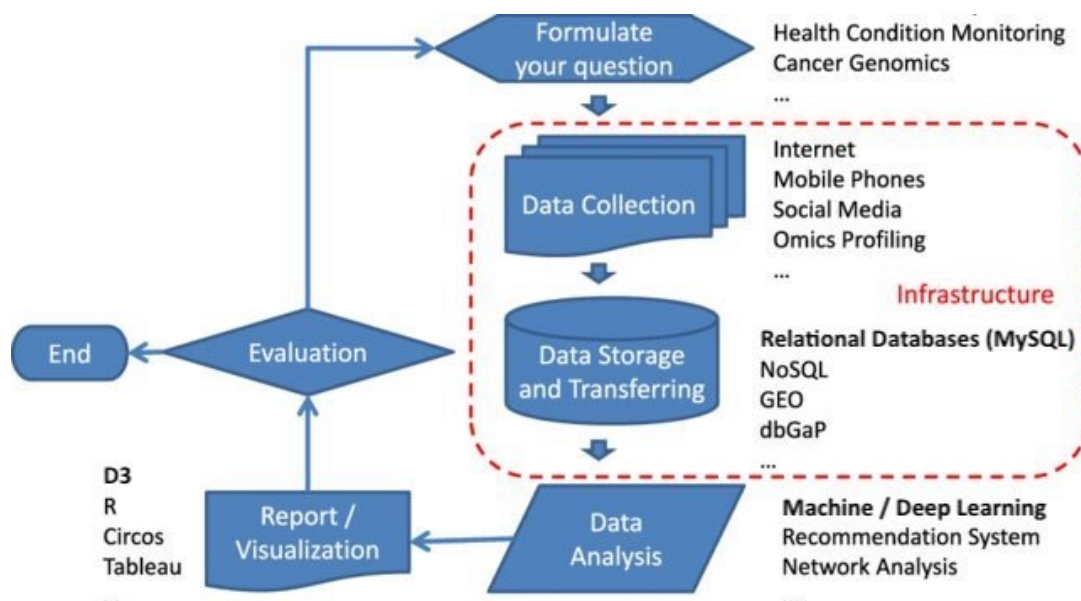 Formulate
your question
Health Condition Monitoring
Cancer Genomics
...
Data Collection
Internet
Mobile Phones
Social Media
Omics Profiling
...
Infrastructure
End
Evaluation
Data Storage
and Transferring
Relational Databases (MySQL)
NoSQL
GEO
dbGaP
...
D3
R
Circos
Tableau
Report /
Visualization
Data
Analysis
Machine / Deep Learning
Recommendation System
Network Analysis